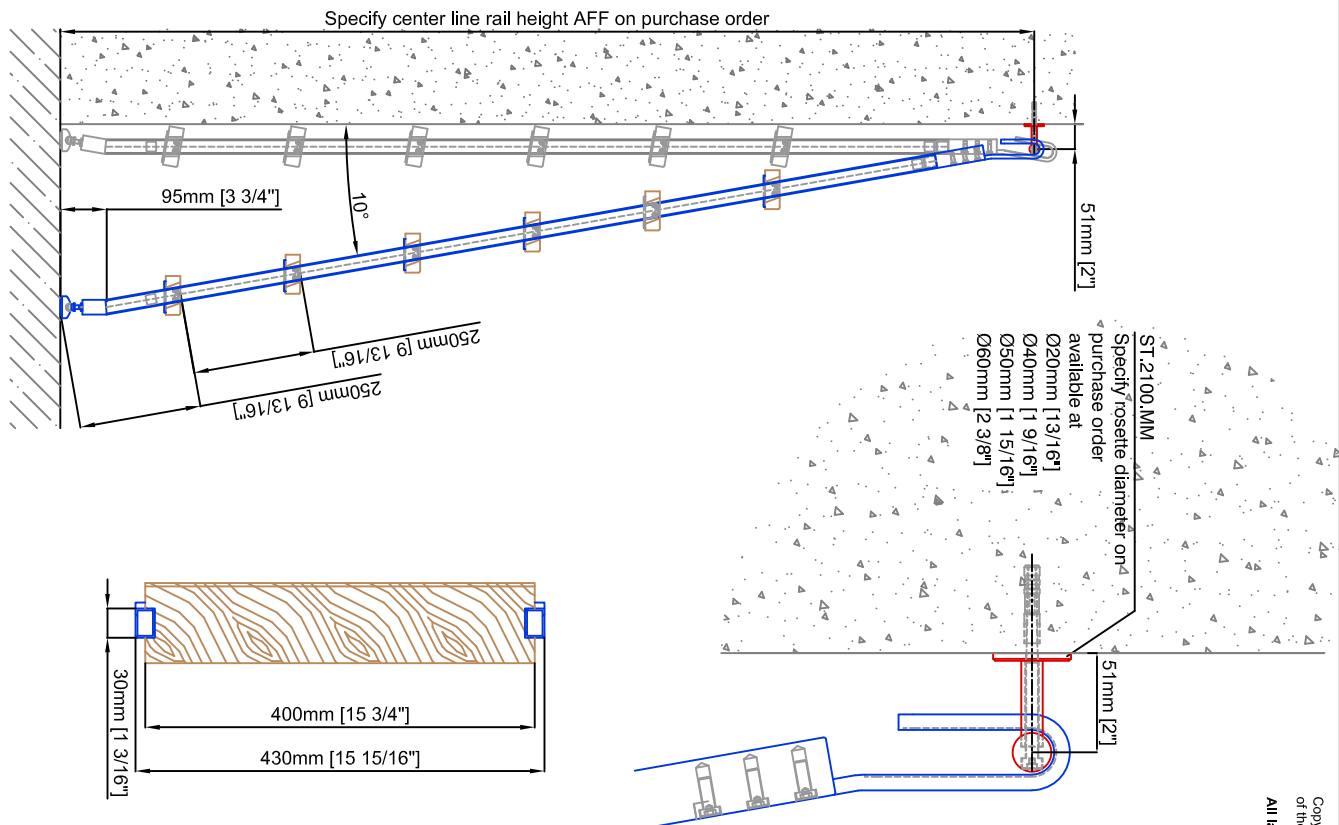 Specify center line rail height AFF on purchase order
95mm [3 3/4"]
10°
51mm [2"]
250mm [9 13/16"]
250mm [9 13/16"]
ST.2100.MM
Specify rosette diameter on
purchase order
available at
Ø20mm [13/16"]
Ø40mm [1 9/16"]
Ø50mm [1 15/16"]
Ø60mm [2 3/8"]
51mm [2"]
30mm [1 3/16"]
400mm [15 3/4"]
430mm [15 15/16"]
of the